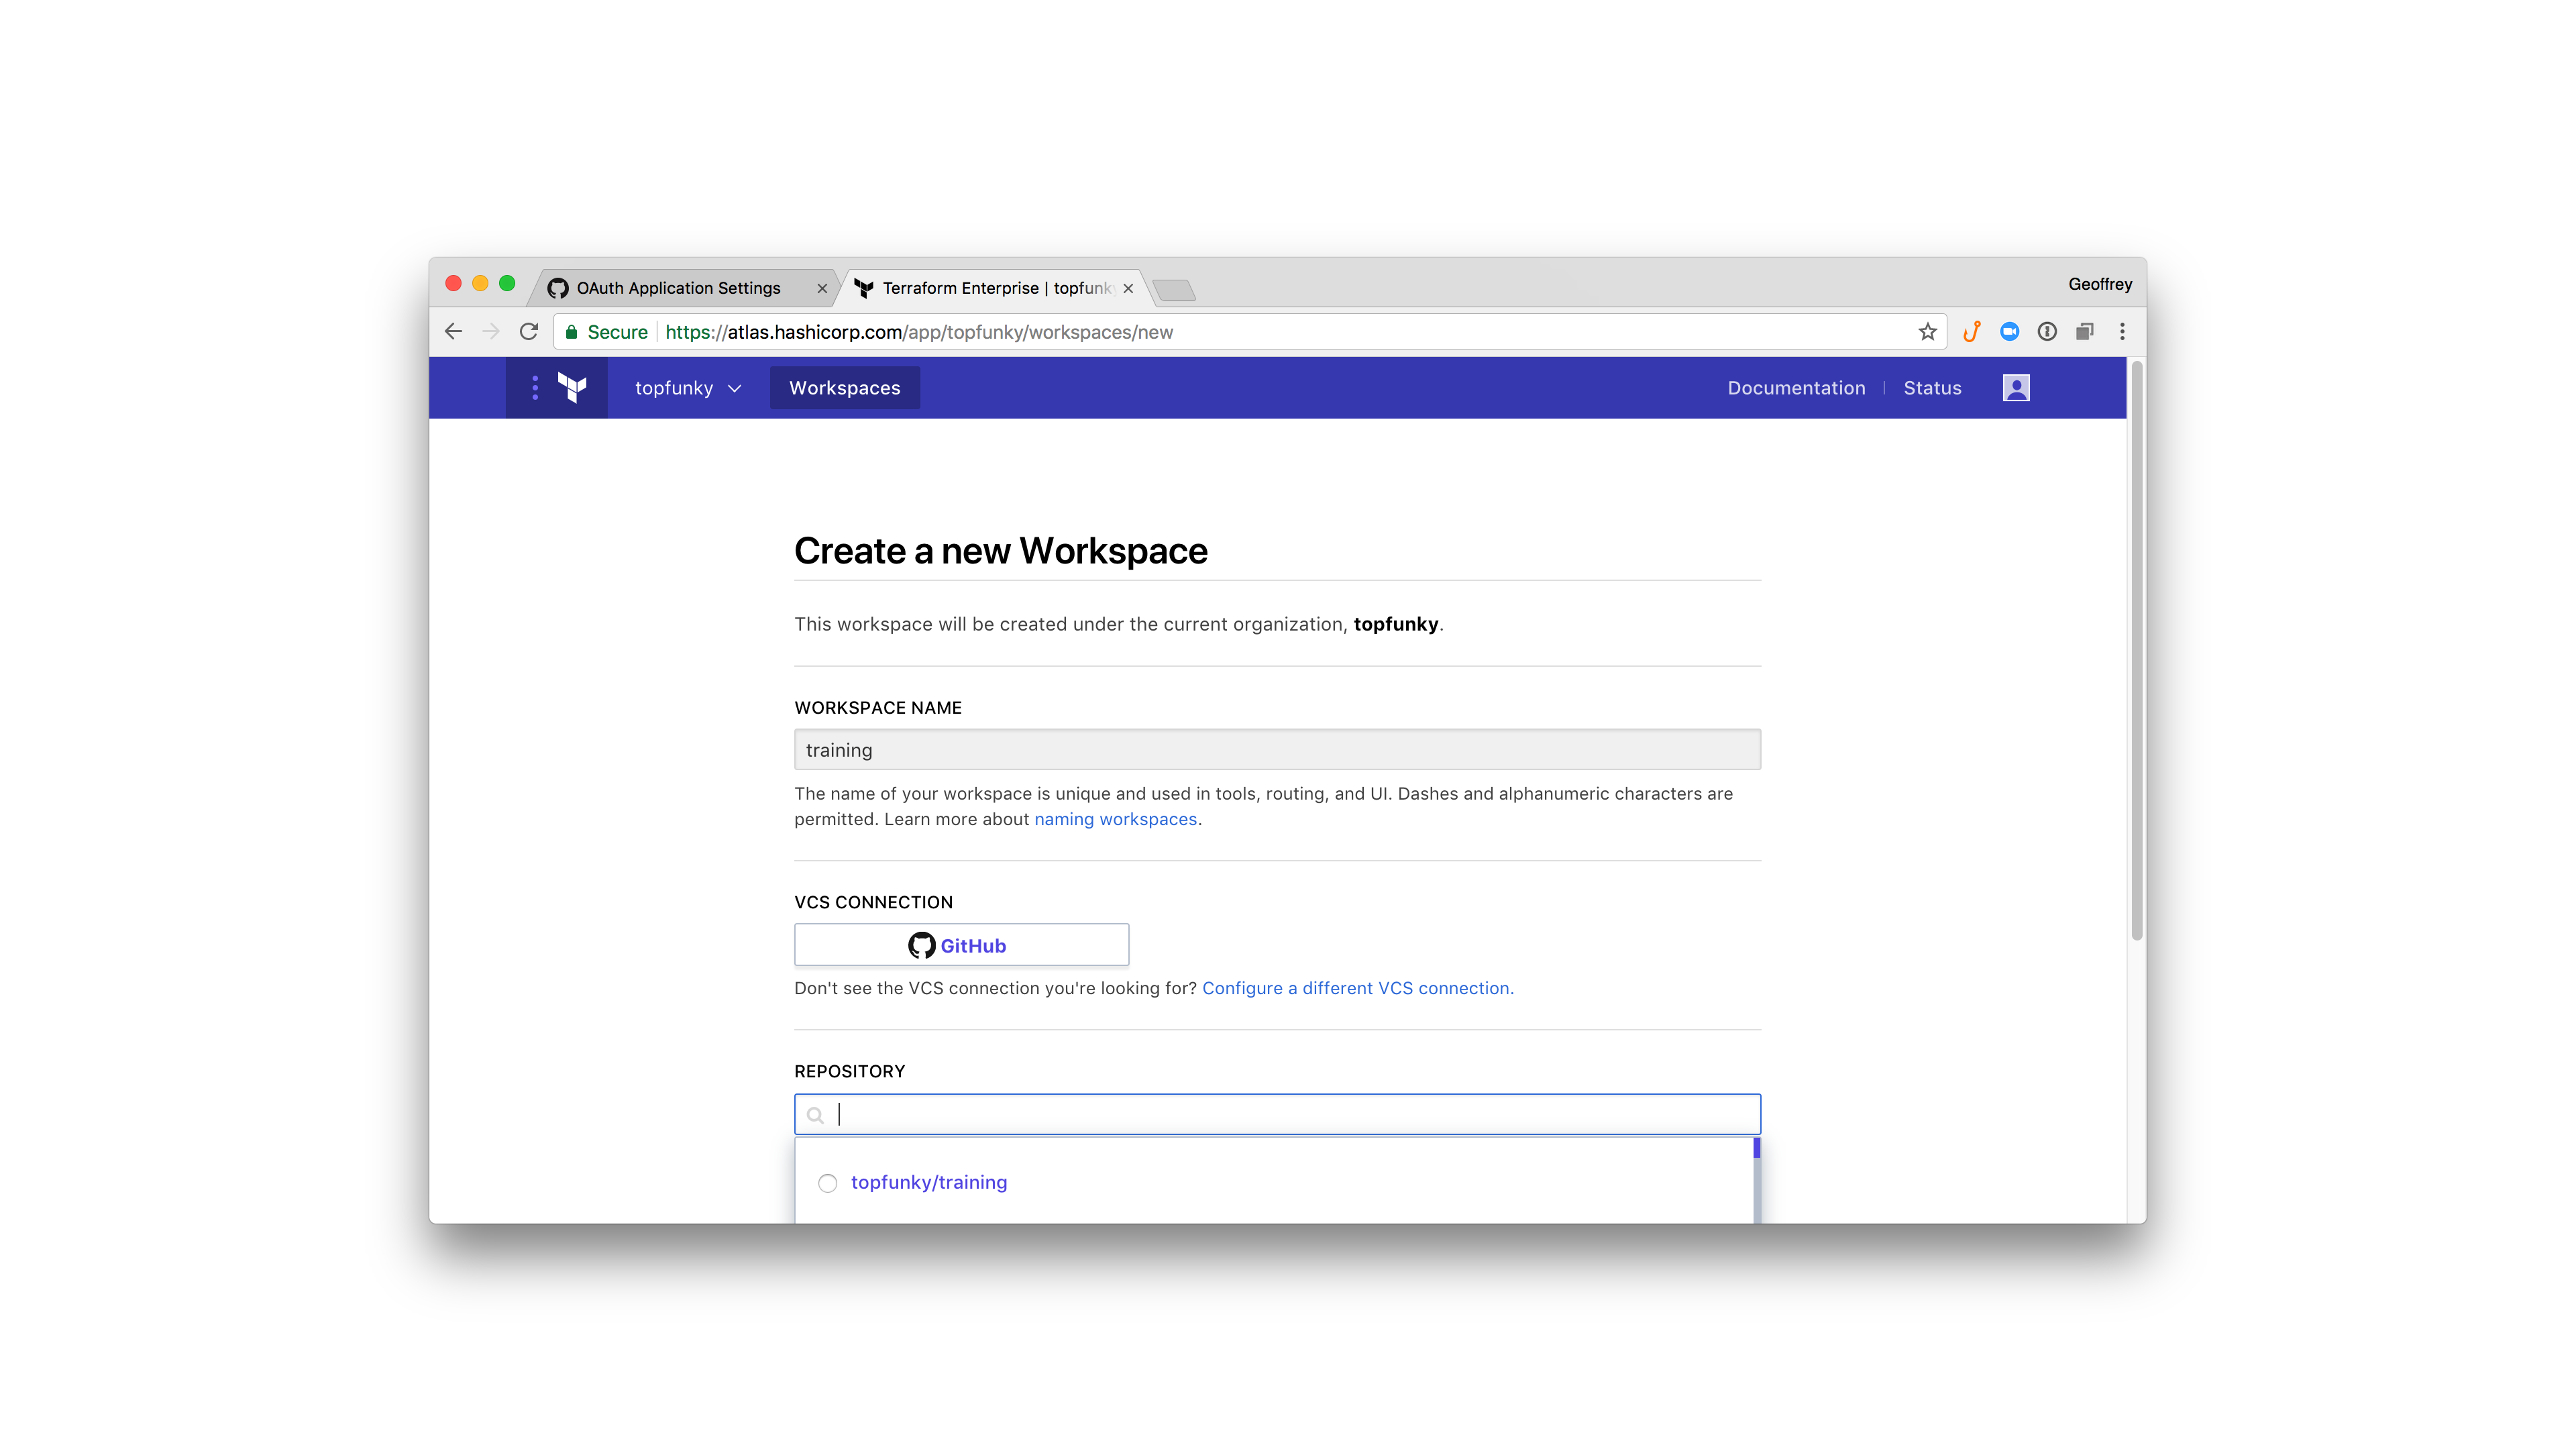 OAuth Application Settings
Terraform Enterprise | topfunk
Geoffrey
Secure
https://atlas.hashicorp.com/app/topfunky/workspaces/new
topfunky
Workspaces
Documentation
Status
Create a new Workspace
This workspace will be created under the current organization, topfunky.
WORKSPACE NAME
training
The name of your workspace is unique and used in tools, routing, and UI. Dashes and alphanumeric characters are
permitted. Learn more about naming workspaces.
VCS CONNECTION
GitHub
Don't see the VCS connection you're looking for? Configure a different VCS connection.
REPOSITORY
topfunky/training